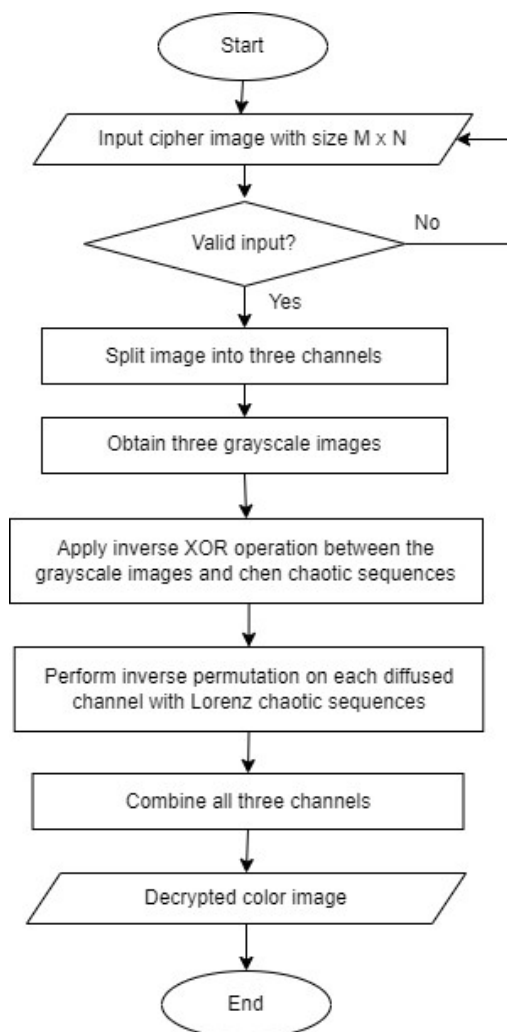 Start
Input cipher image with size M x N
Valid input?
No
Yes
Split image into three channels
Obtain three grayscale images
Apply inverse XOR operation between the
grayscale images and chen chaotic sequences
Perform inverse permutation on each diffused
channel with Lorenz chaotic sequences
Combine all three channels
Decrypted color image
End